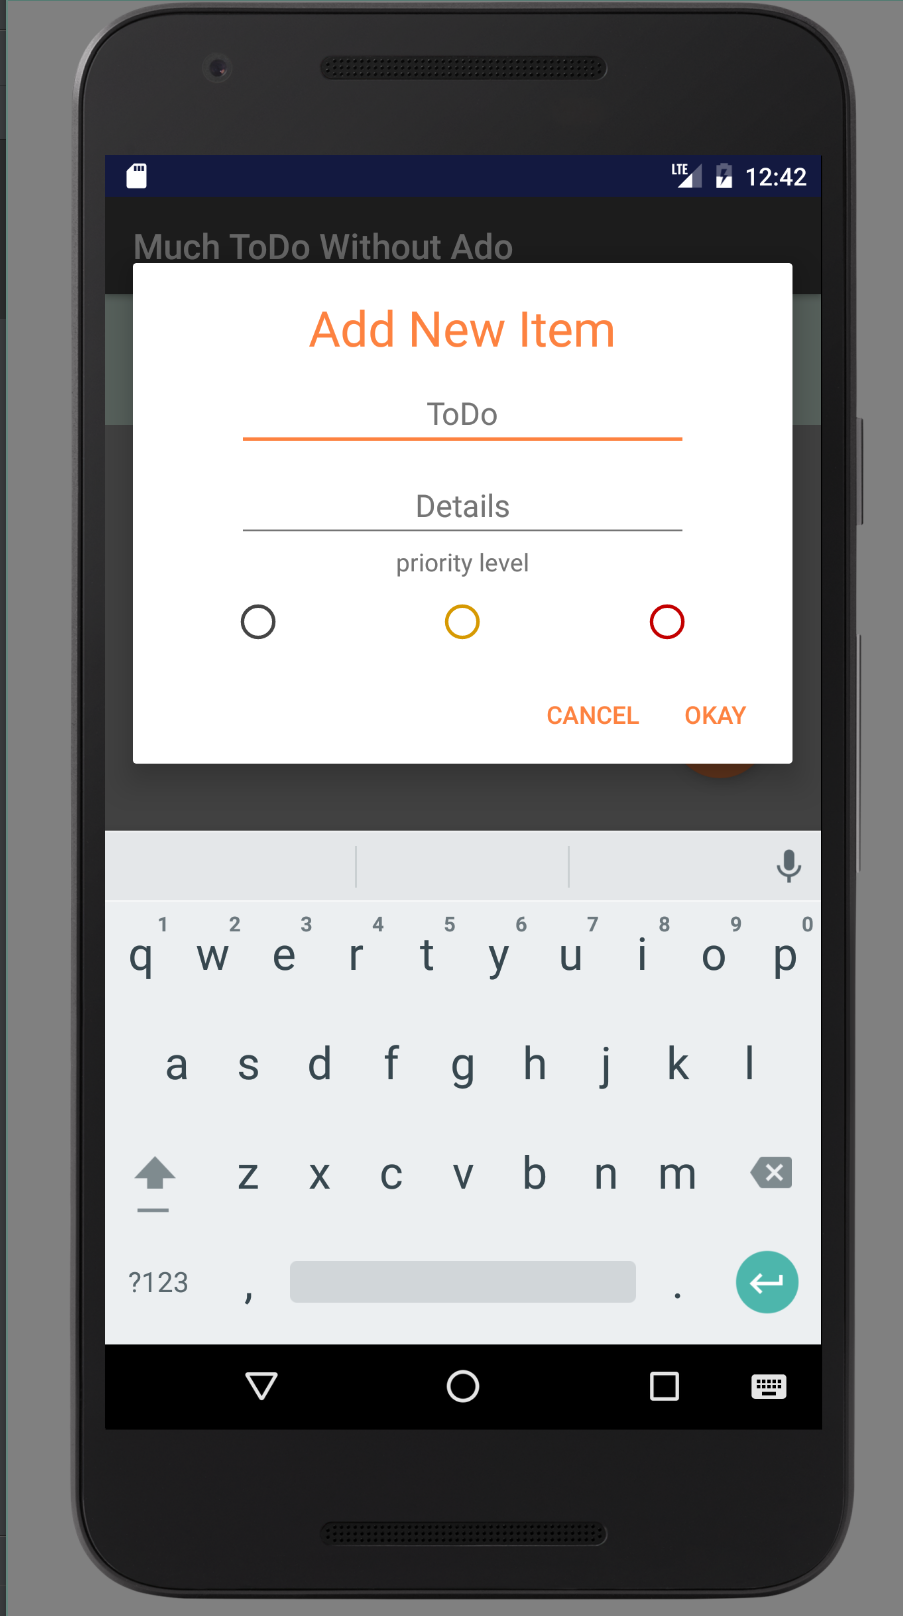 LTE 12:42
Much ToDo Without Ado
Add New Item
ToDo
Details
priority level
CANCEL OKAY
1 2 3 4 5 6 7 8 9 0
q w e r t y u i o p
a s d f g h j k l
z x c v b n m
?123 , .